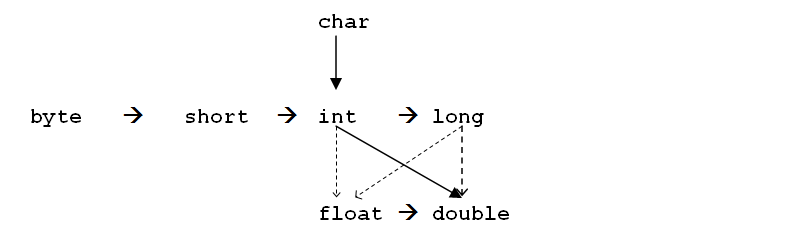 char
byte → short → int → long
float → double